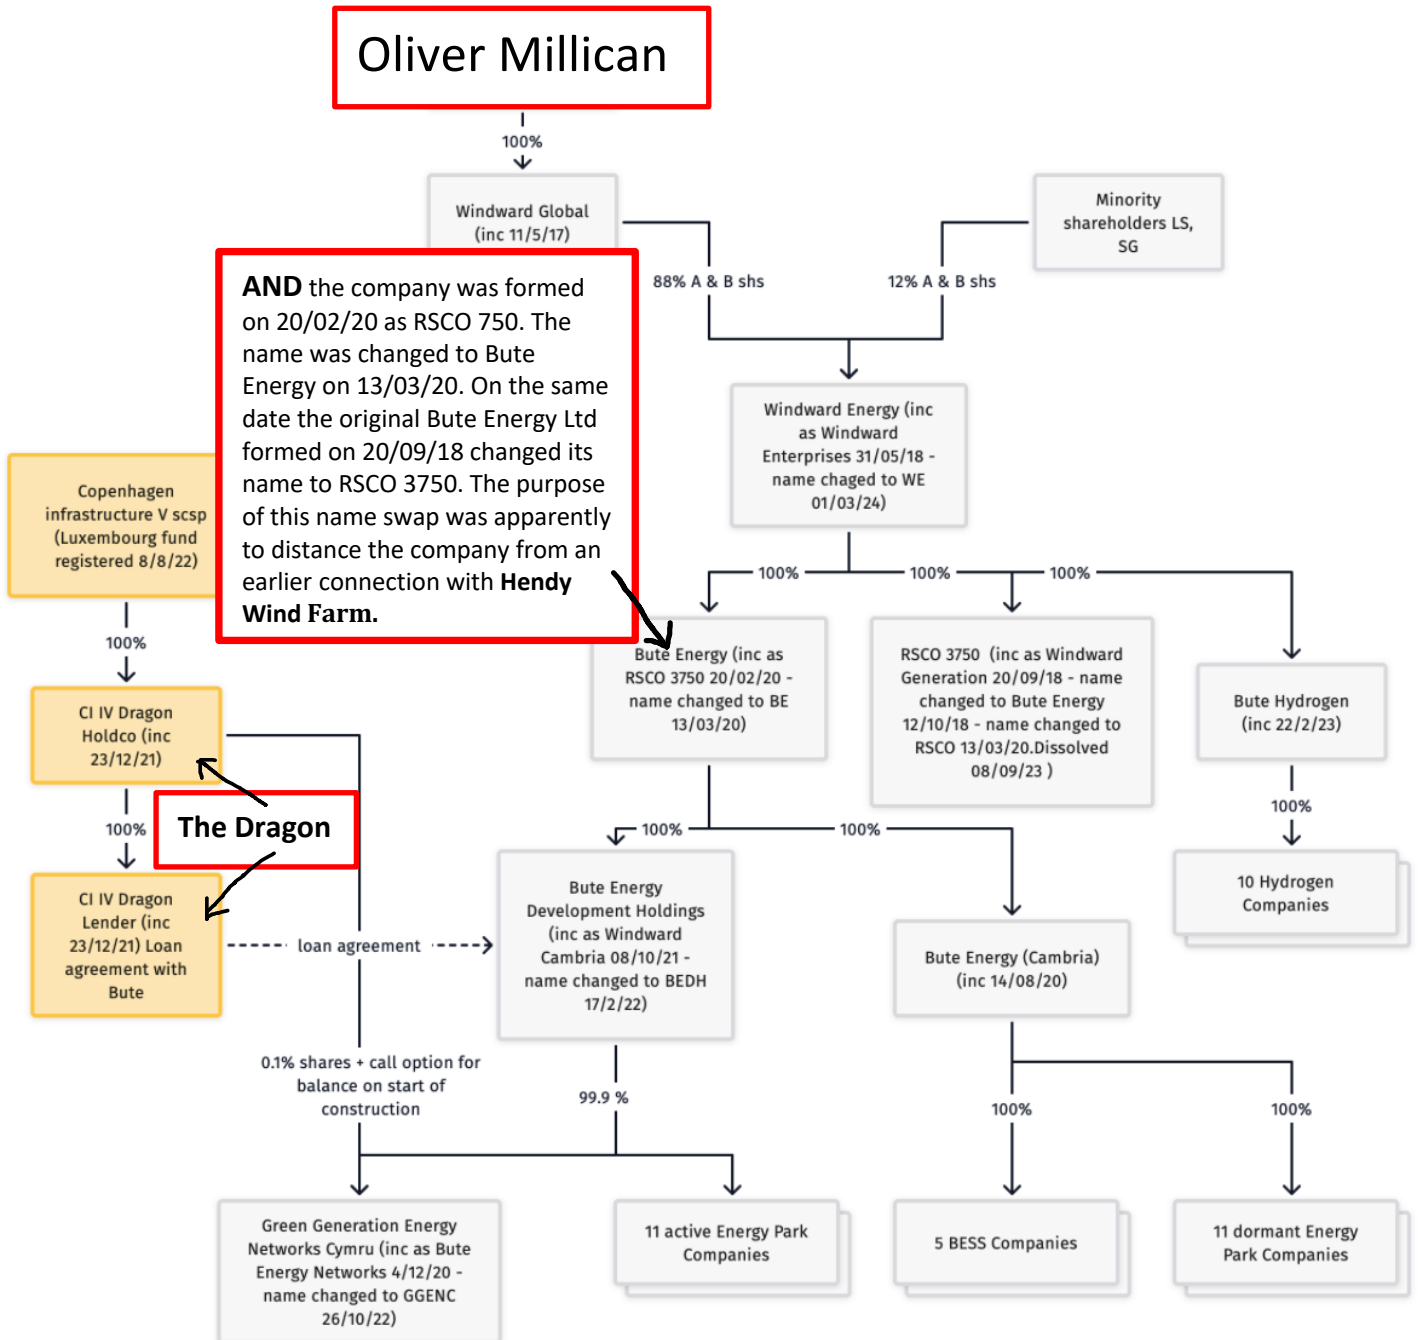 Oliver Millican
100%
Windward Global
(inc 11/5/17)
Minority
shareholders LS,
SG
88% A & B shs
12% A & B shs
AND the company was formed
on 20/02/20 as RSCO 750. The
name was changed to Bute
Energy on 13/03/20. On the same
date the original Bute Energy Ltd
formed on 20/09/18 changed its
name to RSCO 3750. The purpose
of this name swap was apparently
to distance the company from an
earlier connection with Hendy
Wind Farm.
Windward Energy (inc
as Windward
Enterprises 31/05/18 -
name chaged to WE
01/03/24)
Copenhagen
infrastructure V scsp
(Luxembourg fund
registered 8/8/22)
100%
100%
100%
100%
Bute Energy (inc as
RSCO 3750 20/02/20 -
name changed to BE
13/03/20)
RSCO 3750 (inc as Windward
Generation 20/09/18 - name
changed to Bute Energy
12/10/18 - name changed to
RSCO 13/03/20.Dissolved
08/09/23 )
Bute Hydrogen
(inc 22/2/23)
CI IV Dragon
Holdco (inc
23/12/21)
The Dragon
100%
100%
100%
100%
CI IV Dragon
Lender (inc
23/12/21) Loan
agreement with
Bute
loan agreement
Bute Energy
Development Holdings
(inc as Windward
Cambria 08/10/21 -
name changed to BEDH
17/2/22)
Bute Energy (Cambria)
(inc 14/08/20)
10 Hydrogen
Companies
0.1% shares + call option for
balance on start of
construction
99.9 %
100%
100%
Green Generation Energy
Networks Cymru (inc as Bute
Energy Networks 4/12/20 -
name changed to GGENC
26/10/22)
11 active Energy Park
Companies
5 BESS Companies
11 dormant Energy
Park Companies